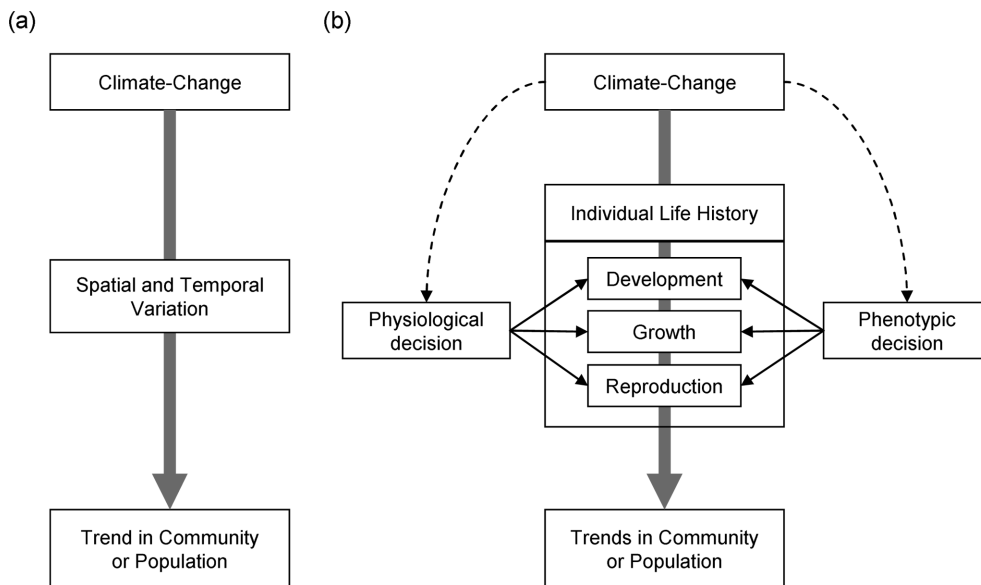 (a)
Climate-Change
Spatial and Temporal
Variation
Trend in Community
or Population
(b)
Climate-Change
Individual Life History
Development
Physiological
decision
Growth
Phenotypic
decision
Reproduction
Trends in Community
or Population